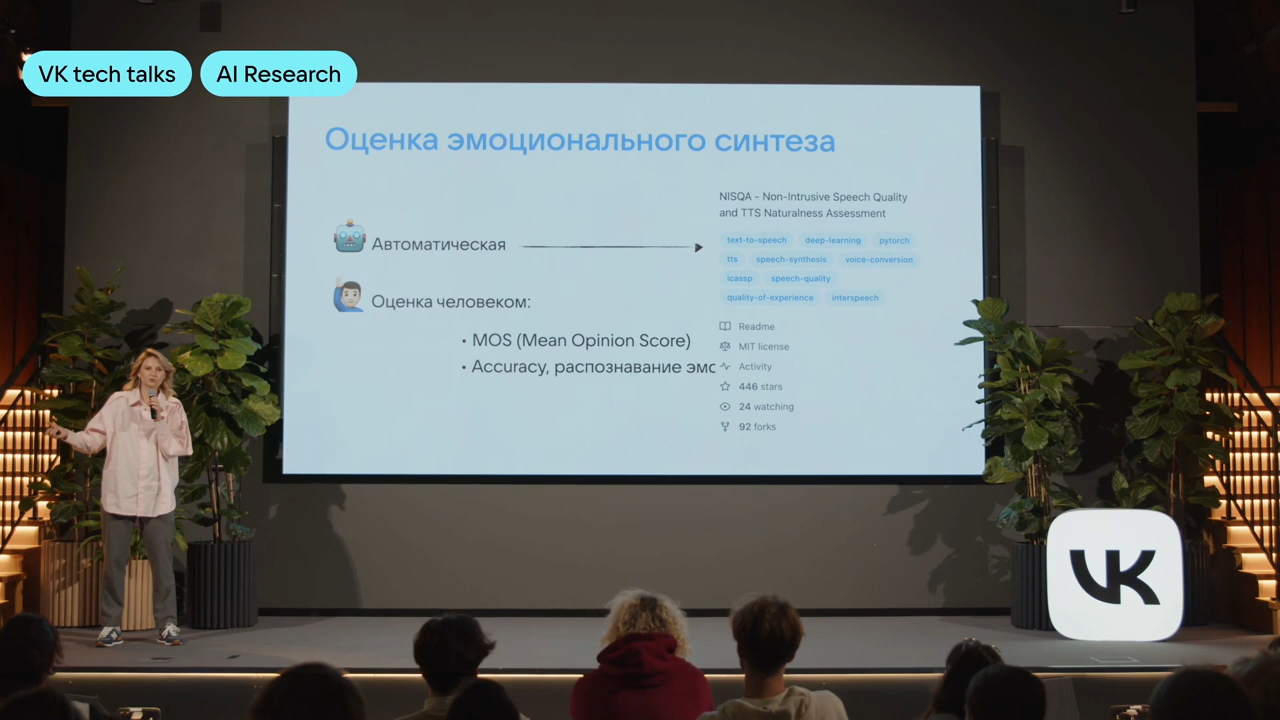 VK tech talks
AI Research
Оценка эмоционального синтеза
Автоматическая
Оценка человеком:
• MOS (Mean Opinion Score)
• Accuracy, распознавание эмо
NISQA - Non-Intrusive Speech Quality
and TTS Naturalness Assessment
text-to-speech deep-learning pytorch
tts speech-synthesis voice-conversion
icassp speech-quality
quality-of-experience interspeech
Readme
MIT license
Activity
446 stars
24 watching
92 forks
VK